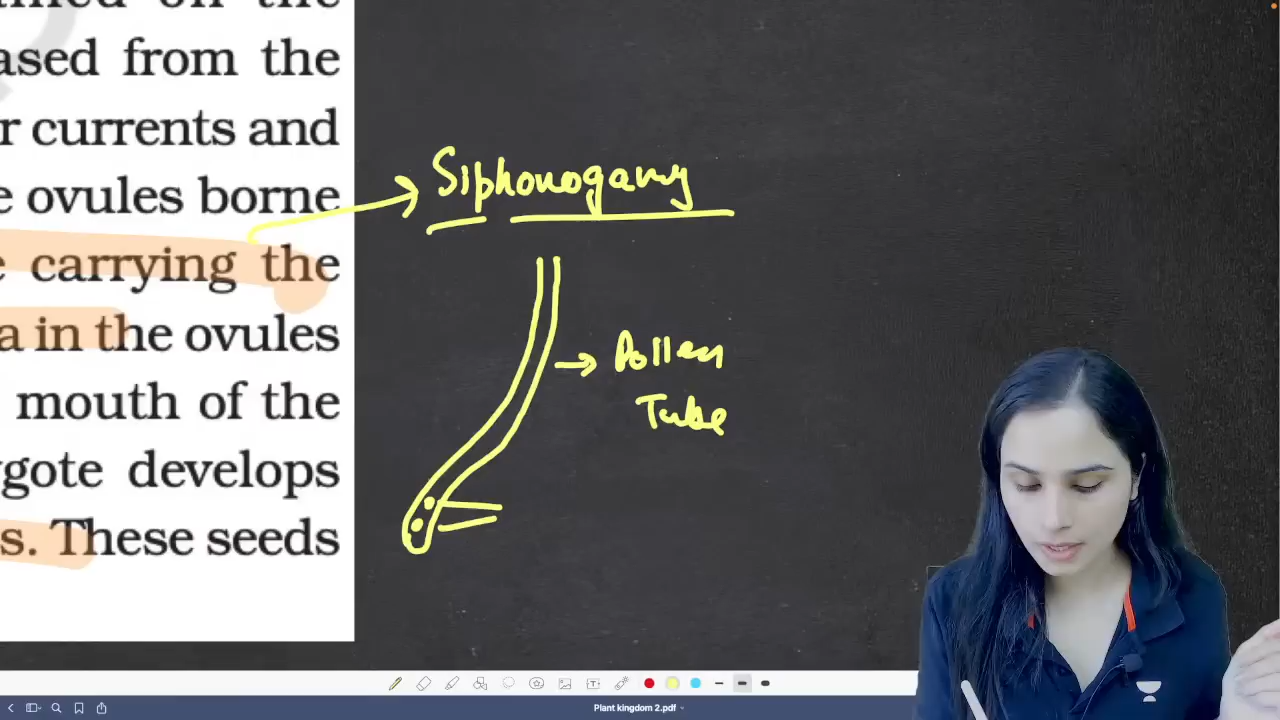 ased from the
r currents and
e ovules borne
carrying the
a in the ovules
mouth of the
gote develops
s. These seeds
Siphonogamy
Pollen
Tube
Plant kingdom 2.pdf